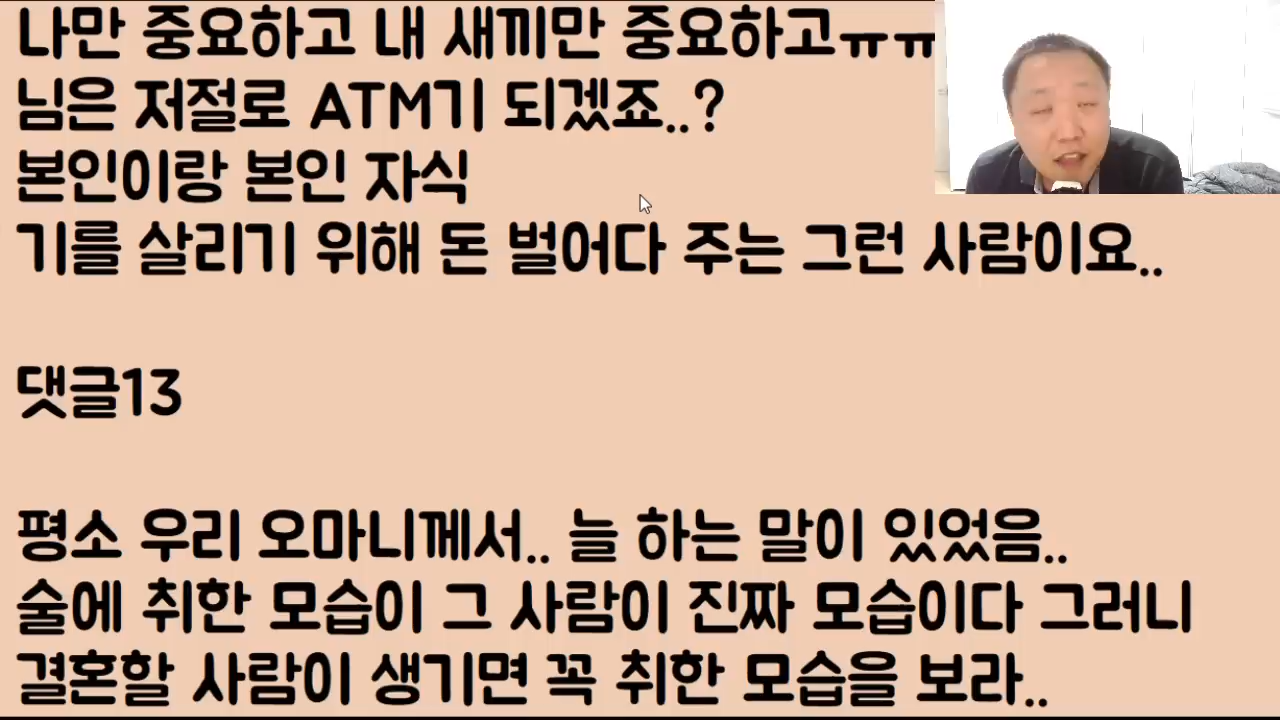 나만 중요하고 내 새끼만 중요하고ㅠㅠ
님은 저절로 ATM기 되겠죠..?
본인이랑 본인 자식
기를 살리기 위해 돈 벌어다 주는 그런 사람이요..
댓글13
평소 우리 오마니께서.. 늘 하는 말이 있었음..
술에 취한 모습이 그 사람이 진짜 모습이다 그러니
결혼할 사람이 생기면 꼭 취한 모습을 보라..